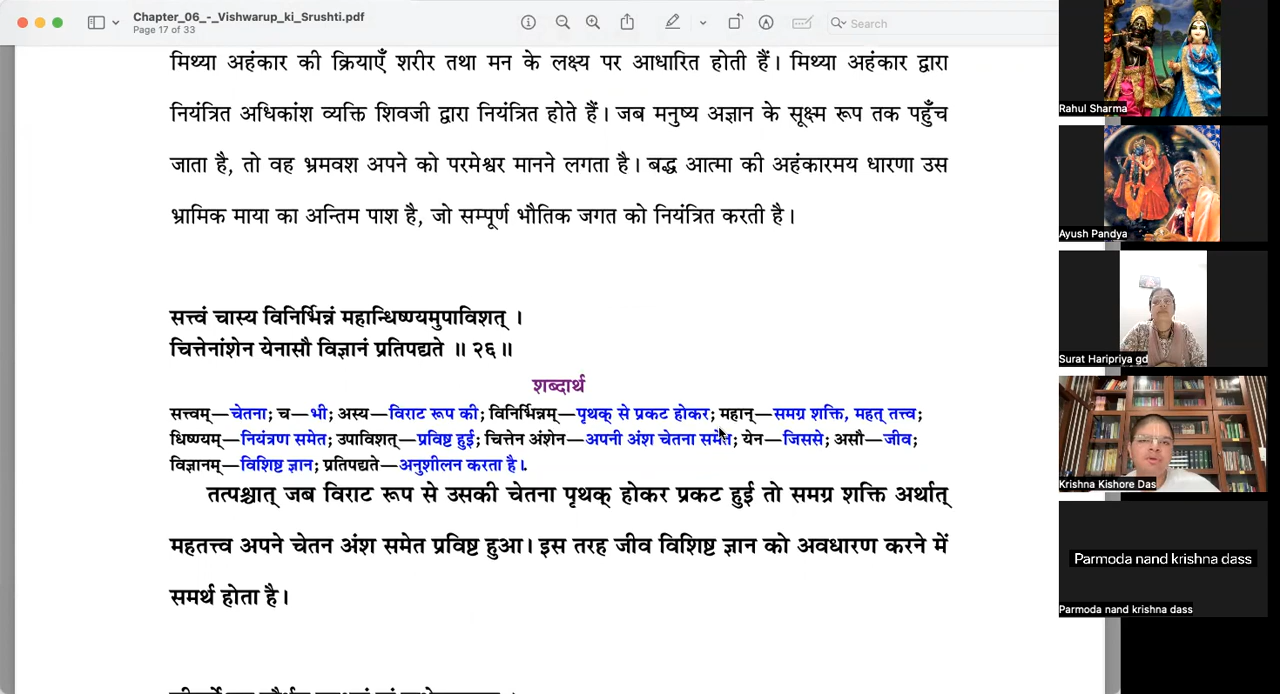 Chapter_06_-_Vishwarup_ki_Srushti.pdf
Page 17 of 33
Search
मिथ्या अहंकार की क्रियाएँ शरीर तथा मन के लक्ष्य पर आधारित होती हैं। मिथ्या अहंकार द्वारा
नियंत्रित अधिकांश व्यक्ति शिवजी द्वारा नियंत्रित होते हैं। जब मनुष्य अज्ञान के सूक्ष्म रूप तक पहुँच
जाता है, तो वह भ्रमवश अपने को परमेश्वर मानने लगता है। बद्ध आत्मा की अहंकारमय धारणा उस
भ्रामिक माया का अन्तिम पाश है, जो सम्पूर्ण भौतिक जगत को नियंत्रित करती है।
सत्त्वं चास्य विनिर्भिन्नं महान्धिष्ण्यमुपाविशत् ।
चित्तेनांशेन येनासौ विज्ञानं प्रतिपद्यते ॥ २६॥
शब्दार्थ
सत्त्वम्—चेतना; च—भी; अस्य—विराट रूप की; विनिर्भिन्नम्—पृथक् से प्रकट होकर; महान्—समग्र शक्ति, महत् तत्त्व;
धिष्ण्यम्—नियंत्रण समेत; उपाविशत्—प्रविष्ट हुई; चित्तेन अंशेन—अपनी अंश चेतना समेत; येन—जिससे; असौ—जीव;
विज्ञानम्—विशिष्ट ज्ञान; प्रतिपद्यते—अनुशीलन करता है।.
तत्पश्चात् जब विराट रूप से उसकी चेतना पृथक् होकर प्रकट हुई तो समग्र शक्ति अर्थात्
महतत्त्व अपने चेतन अंश समेत प्रविष्ट हुआ। इस तरह जीव विशिष्ट ज्ञान को अवधारण करने में
समर्थ होता है।
Rahul Sharma
Ayush Pandya
Surat Haripriya gd
Krishna Kishore Das
Parmoda nand krishna dass
Parmoda nand krishna dass